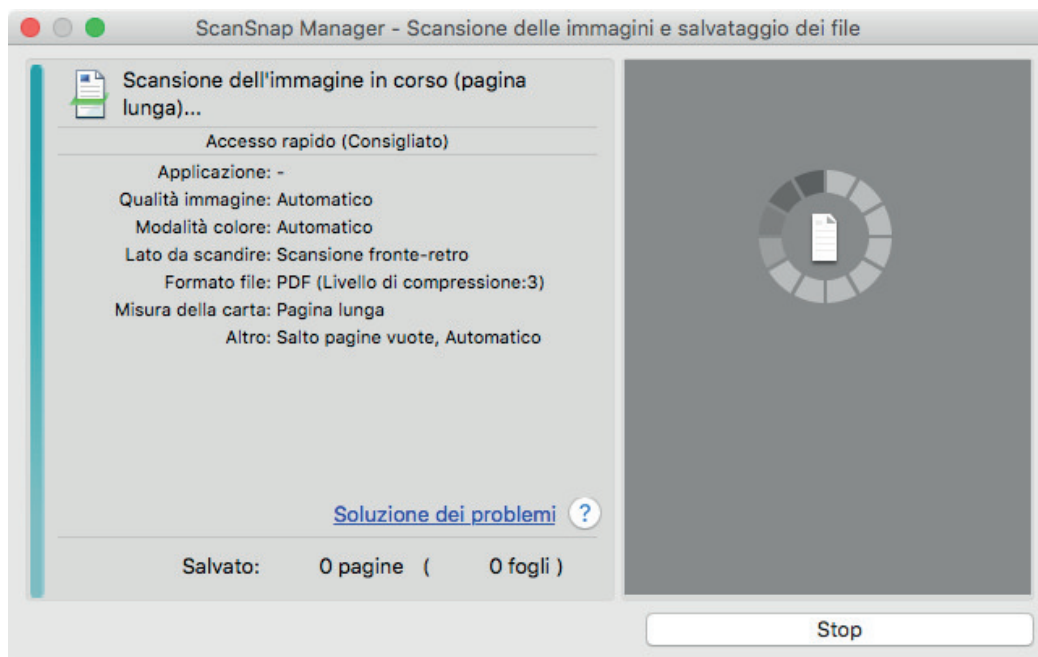 ScanSnap Manager - Scansione delle immagini e salvataggio dei file
Scansione dell'immagine in corso (pagina
lunga)...
Accesso rapido (Consigliato)
Applicazione: -
Qualità immagine: Automatico
Modalità colore: Automatico
Lato da scandire: Scansione fronte-retro
Formato file: PDF (Livello di compressione:3)
Misura della carta: Pagina lunga
Altro: Salto pagine vuote, Automatico
Soluzione dei problemi ?
Salvato: 0 pagine ( 0 fogli )
Stop